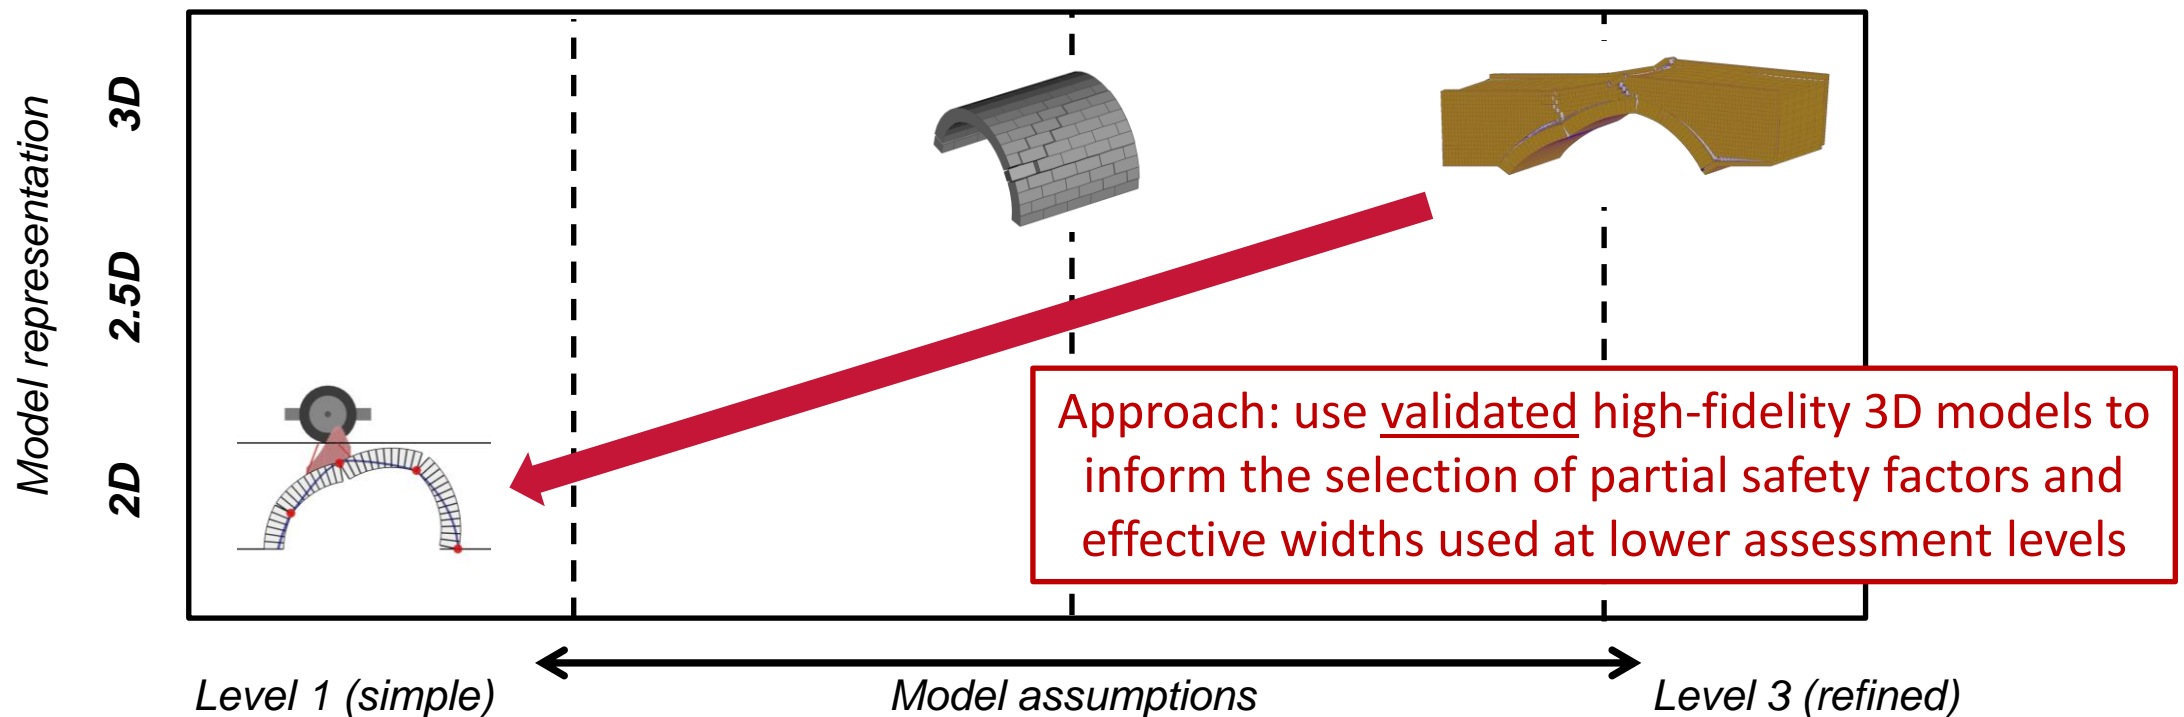 Model representation
3D
2.5D
2D
Approach: use validated high-fidelity 3D models to
inform the selection of partial safety factors and
effective widths used at lower assessment levels
Level 1 (simple)
Model assumptions
Level 3 (refined)